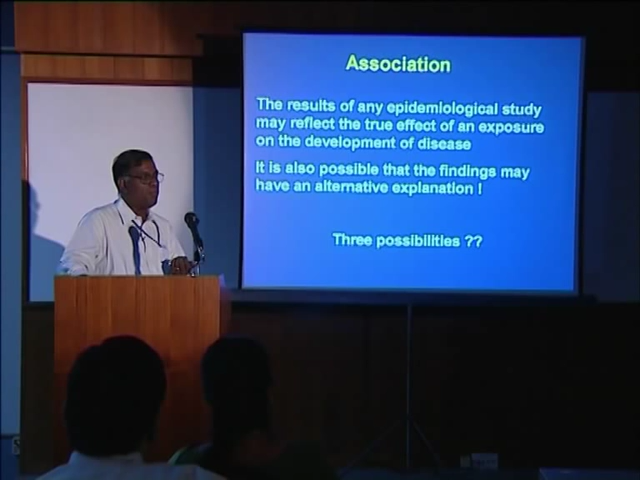 Association
The results of any epidemiological study
may reflect the true effect of an exposure
on the development of disease
It is also possible that the findings may
have an alternative explanation !
Three possibilities ??